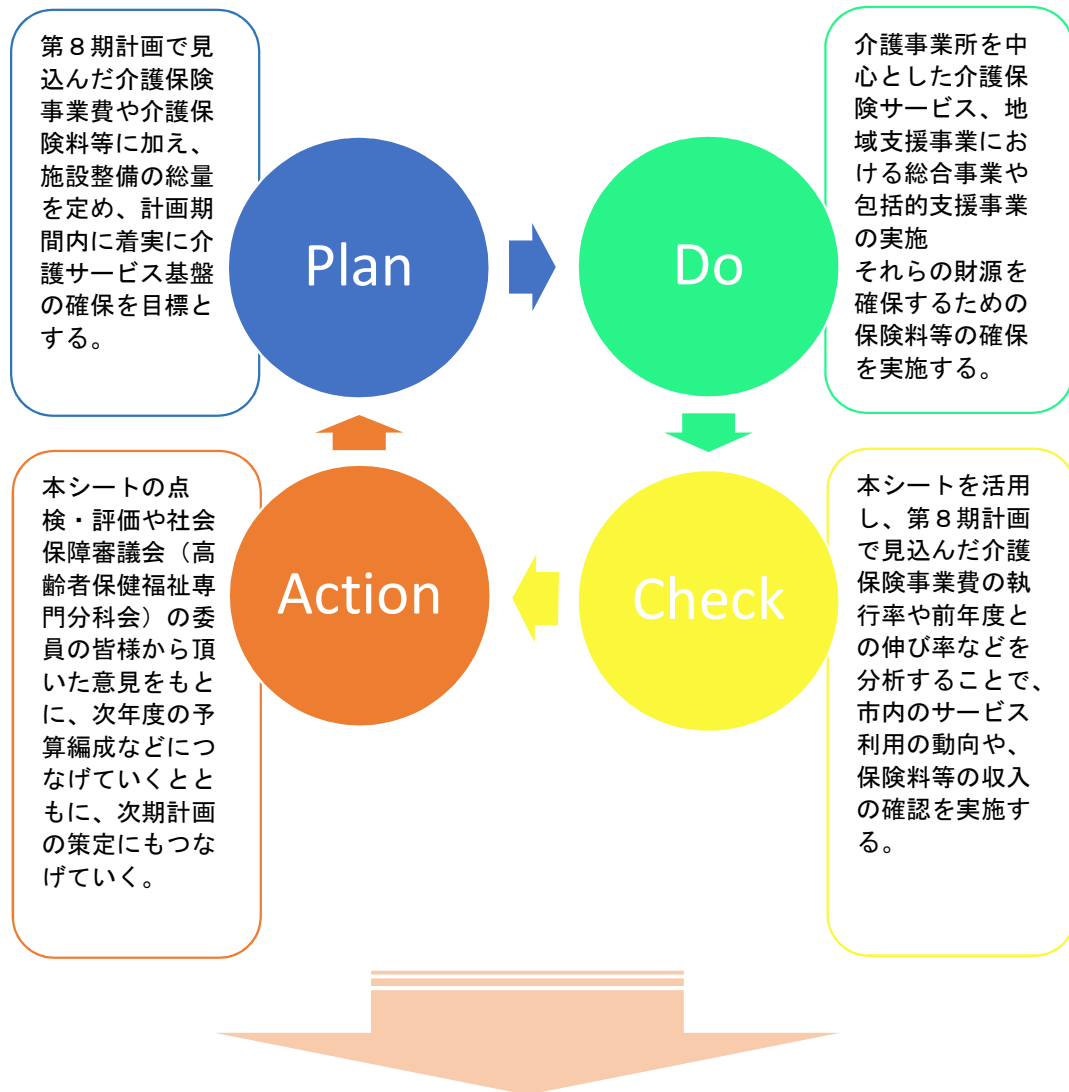 第８期計画で見
込んだ介護保険
事業費や介護保
険料等に加え、
施設整備の総量
を定め、計画期
間内に着実に介
護サービス基盤
の確保を目標と
する。
Plan
Do
介護事業所を中
心とした介護保
険サービス、地
域支援事業にお
ける総合事業や
包括的支援事業
の実施
それらの財源を
確保するための
保険料等の確保
を実施する。
本シートの点
検・評価や社会
保障審議会（高
齢者保健福祉専
門分科会）の委
員の皆様から頂
いた意見をもと
に、次年度の予
算編成などにつ
なげていくとと
もに、次期計画
の策定にもつな
げていく。
Action
Check
本シートを活用
し、第８期計画
で見込んだ介護
保険事業費の執
行率や前年度と
の伸び率などを
分析することで、
市内のサービス
利用の動向や、
保険料等の収入
の確認を実施す
る。